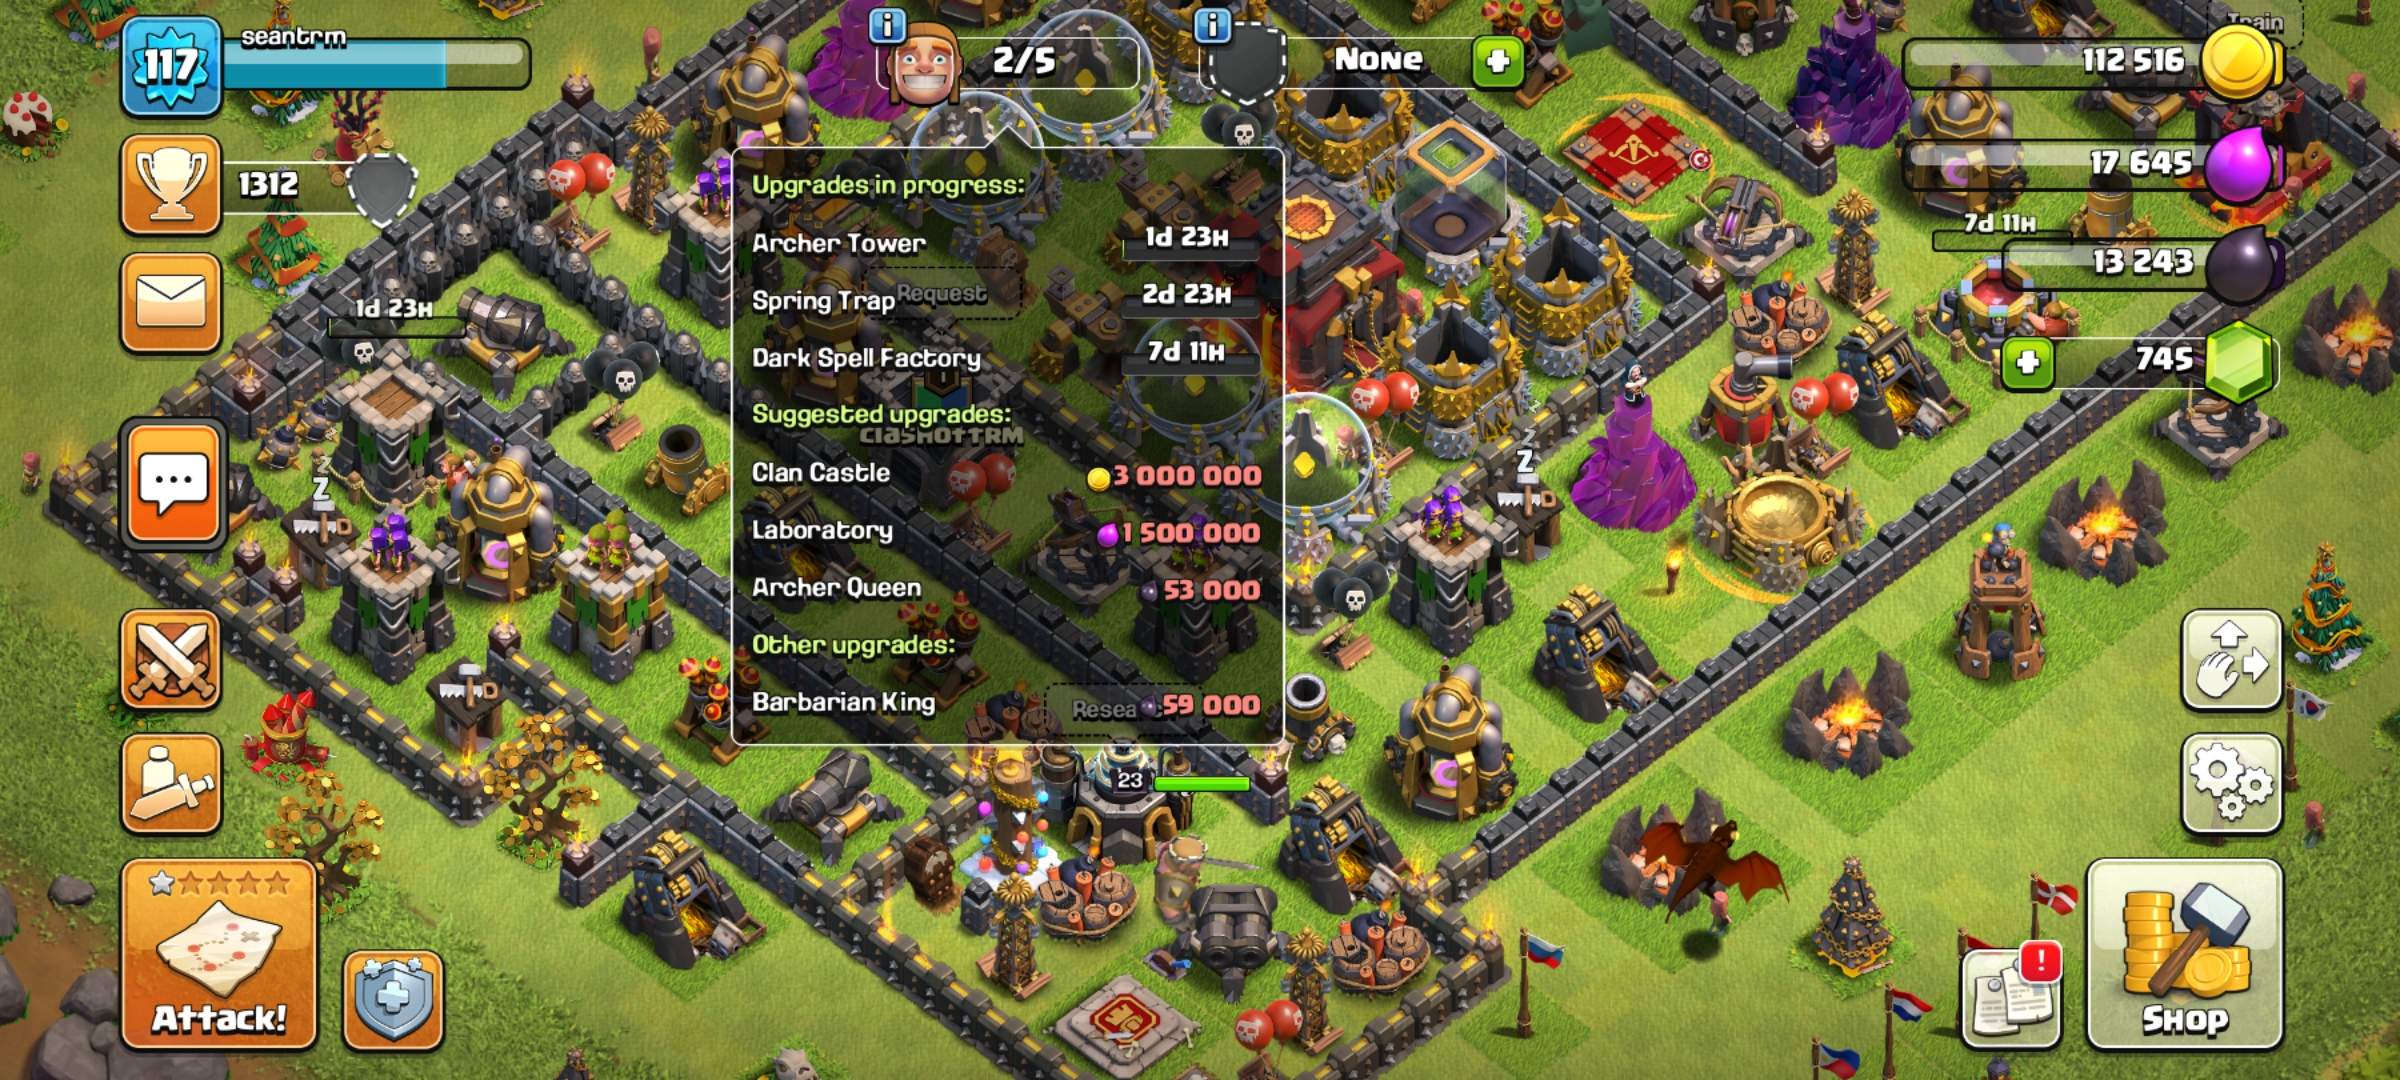 117
seantrm
2/5
None
Train
112 516
1312
17 645
7d 11h
13 243
745
1d 23h
Upgrades in progress:
Archer Tower 1d 23h
Spring Trap 2d 23h
Request
Dark Spell Factory 7d 11h
Suggested upgrades:
clashottrm
Clan Castle 3 000 000
Laboratory 1 500 000
Archer Queen 53 000
Other upgrades:
Barbarian King 59 000
z
Z
z
Z
23
Attack!
!
Shop